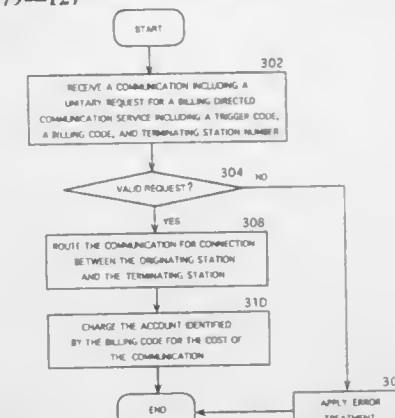 START
302
RECEIVE A COMMUNICATION INCLUDING A
UNITARY REQUEST FOR A BILLING DIRECTED
COMMUNICATION SERVICE INCLUDING A TRIGGER CODE,
A BILLING CODE, AND TERMINATING STATION NUMBER
304
VALID REQUEST?
NO
YES
308
ROUTE THE COMMUNICATION FOR CONNECTION
BETWEEN THE ORIGINATING STATION
AND THE TERMINATING STATION
310
CHARGE THE ACCOUNT IDENTIFIED
BY THE BILLING CODE FOR THE COST OF
THE COMMUNICATION
END
APPLY ERROR
TREATMENT